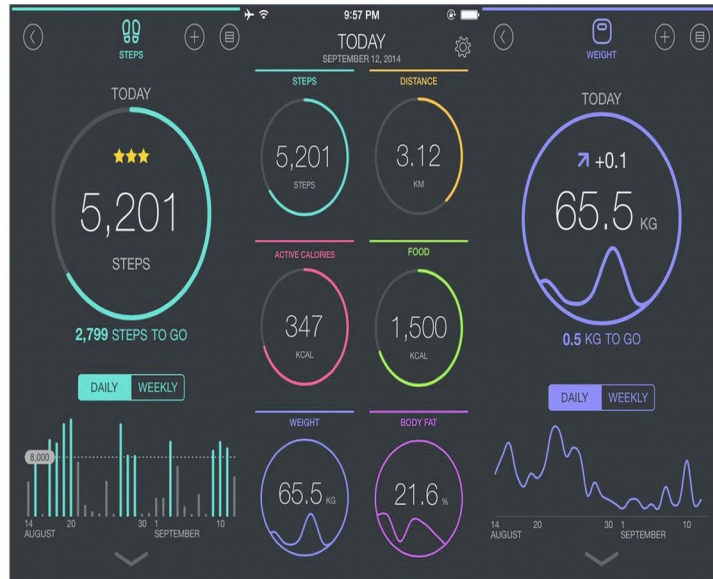 STEPS
TODAY
5,201
STEPS
2,799 STEPS TO GO
DAILY WEEKLY
8,000
14 20 30 1 10
AUGUST SEPTEMBER
9:57 PM
TODAY
SEPTEMBER 12, 2014
STEPS DISTANCE
5,201 3.12
STEPS KM
ACTIVE CALORIES FOOD
347 1,500
KCAL KCAL
WEIGHT BODY FAT
65.5 KG 21.6 %
WEIGHT
TODAY
+0.1
65.5 KG
0.5 KG TO GO
DAILY WEEKLY
14 20 30 1 10
AUGUST SEPTEMBER